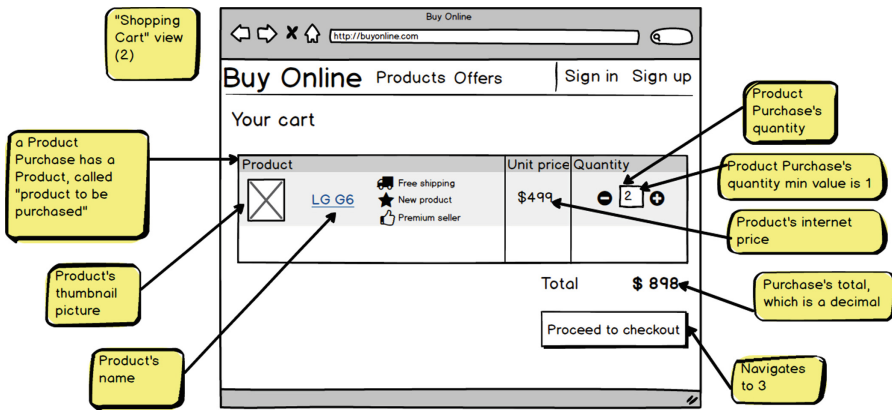 "Shopping
Cart" view
(2)
Buy Online
http://buyonline.com
Buy Online Products Offers Sign in Sign up
Your cart
Product Unit price Quantity
LG G6
Free shipping
New product
Premium seller
$499
2
Total $ 898
Proceed to checkout
a Product
Purchase has a
Product, called
"product to be
purchased"
Product's
thumbnail
picture
Product's
name
Product
Purchase's
quantity
Product Purchase's
quantity min value is 1
Product's internet
price
Purchase's total,
which is a decimal
Navigates
to 3